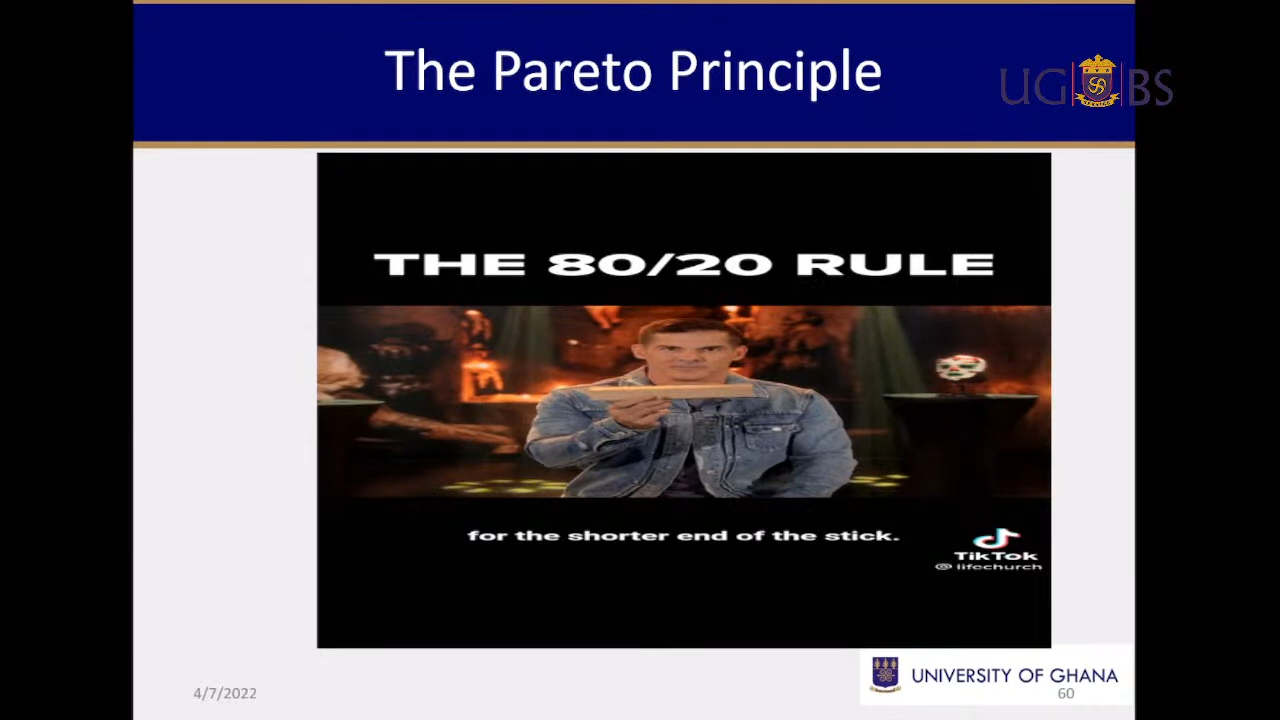 The Pareto Principle
UG BS
THE 80/20 RULE
for the shorter end of the stick.
TikTok
@lifechurch
UNIVERSITY OF GHANA
4/7/2022
60